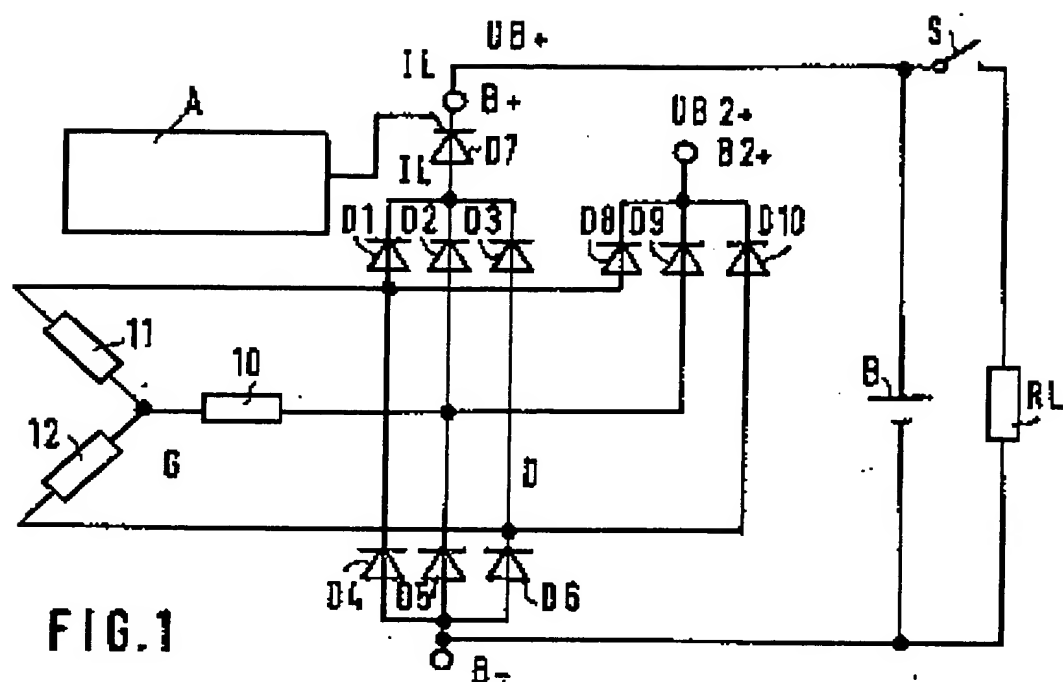 UB+
S
IL
A
B+
UB2+
B2+
D7
IL
D1
D2
D3
D8
D9
D10
11
10
B
RL
12
G
D
D4
D5
D6
FIG.1
B-